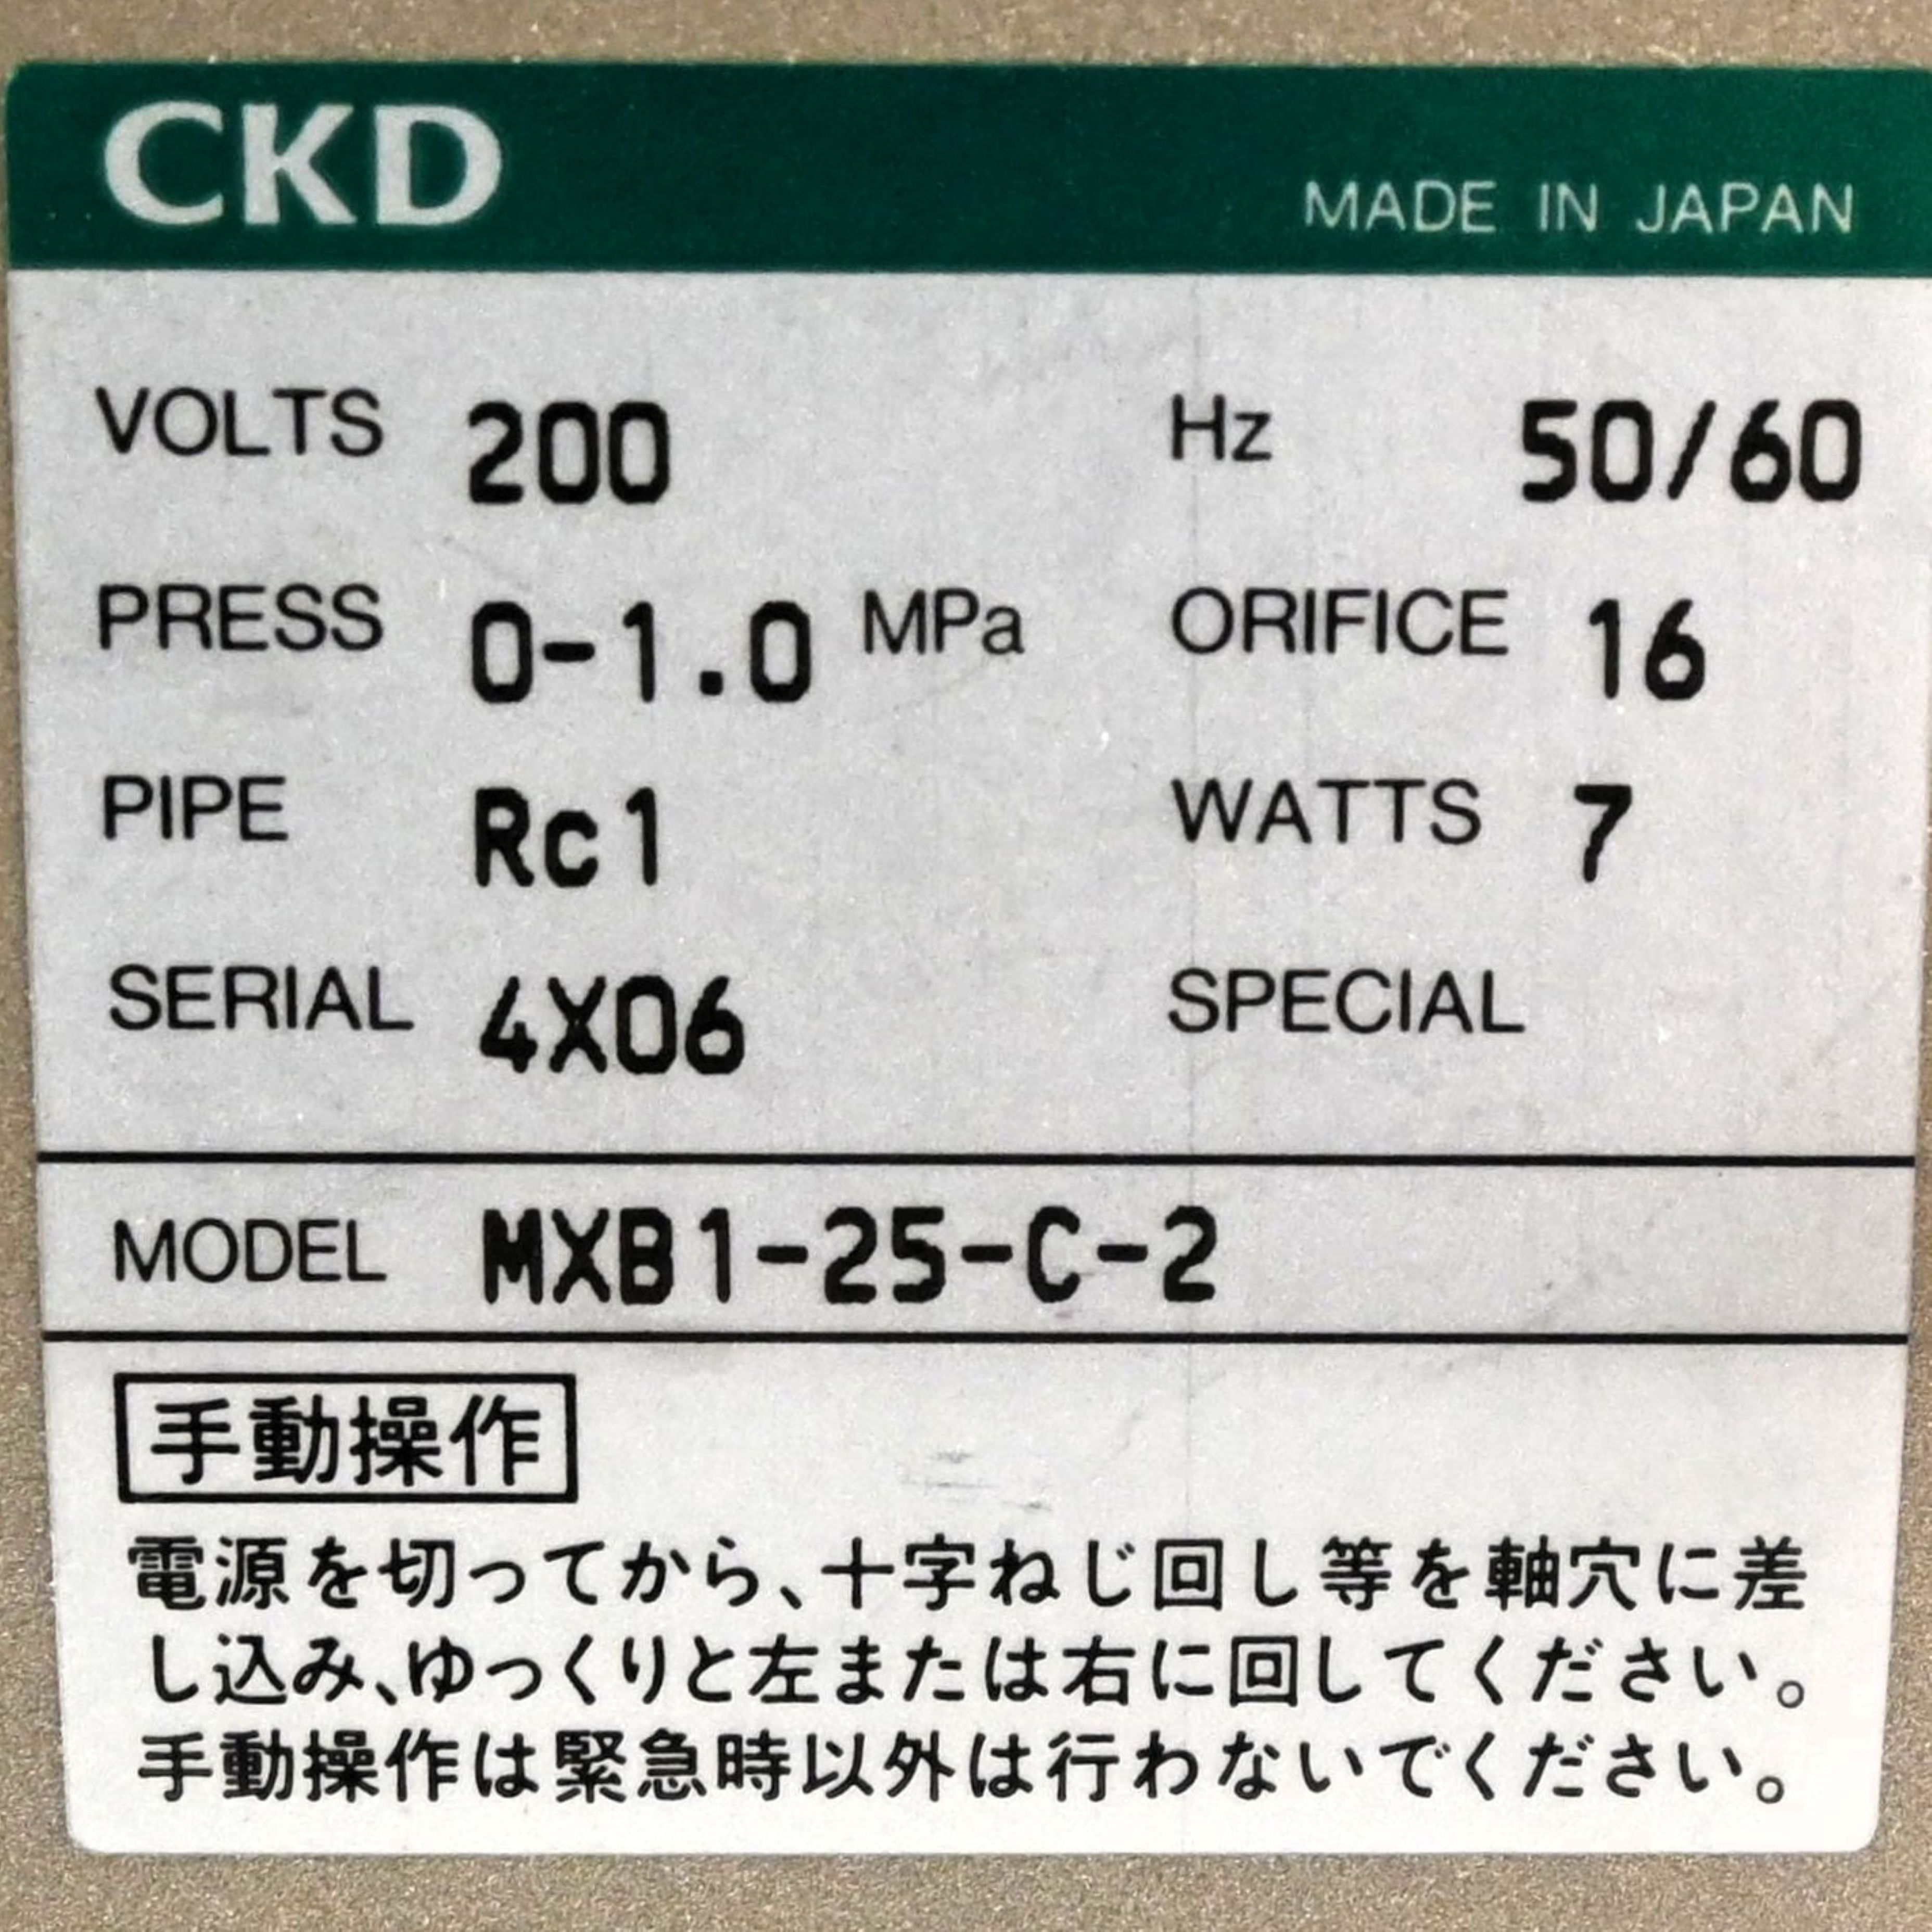 CKD MADE IN JAPAN
VOLTS 200 Hz 50/60
PRESS 0-1.0 MPa ORIFICE 16
PIPE Rc1 WATTS 7
SERIAL 4X06 SPECIAL
MODEL MXB1-25-C-2
手動操作
電源を切ってから、十字ねじ回し等を軸穴に差
し込み、ゆっくりと左または右に回してください。
手動操作は緊急時以外は行わないでください。